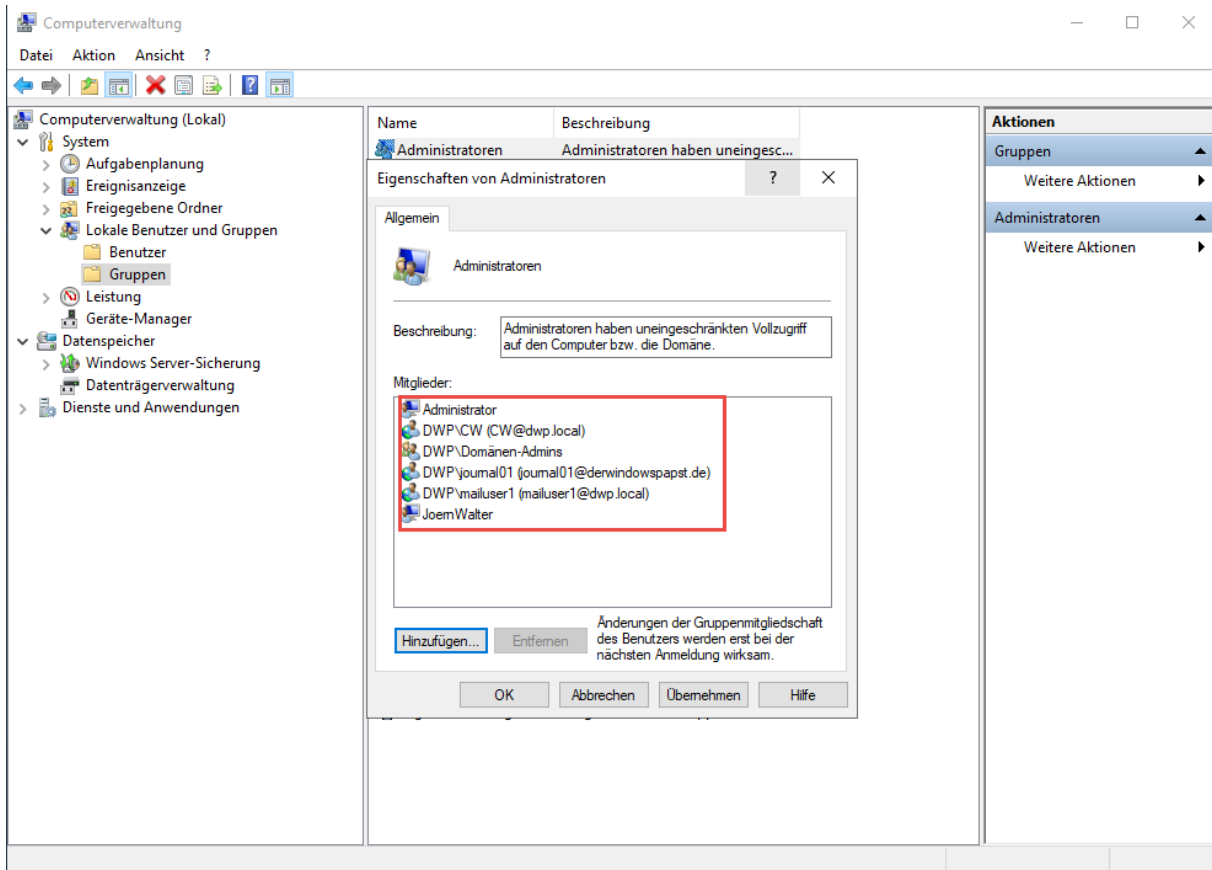 Computerverwaltung
Datei Aktion Ansicht ?
Computerverwaltung (Lokal)
System
Aufgabenplanung
Ereignisanzeige
Freigegebene Ordner
Lokale Benutzer und Gruppen
Benutzer
Gruppen
Leistung
Geräte-Manager
Datenspeicher
Windows Server-Sicherung
Datenträgerverwaltung
Dienste und Anwendungen
Name Beschreibung
Administratoren Administratoren haben uneingesc...
Eigenschaften von Administratoren ?
Allgemein
Administratoren
Beschreibung:
Administratoren haben uneingeschränkten Vollzugriff
auf den Computer bzw. die Domäne.
Mitglieder:
Administrator
DWP\CW (CW@dwp.local)
DWP\Domänen-Admins
DWP\journal01 (journal01@derwindowspapst.de)
DWP\mailuser1 (mailuser1@dwp.local)
JoernWalter
Hinzufügen... Entfernen
Änderungen der Gruppenmitgliedschaft
des Benutzers werden erst bei der
nächsten Anmeldung wirksam.
OK Abbrechen Übernehmen Hilfe
Aktionen
Gruppen
Weitere Aktionen
Administratoren
Weitere Aktionen